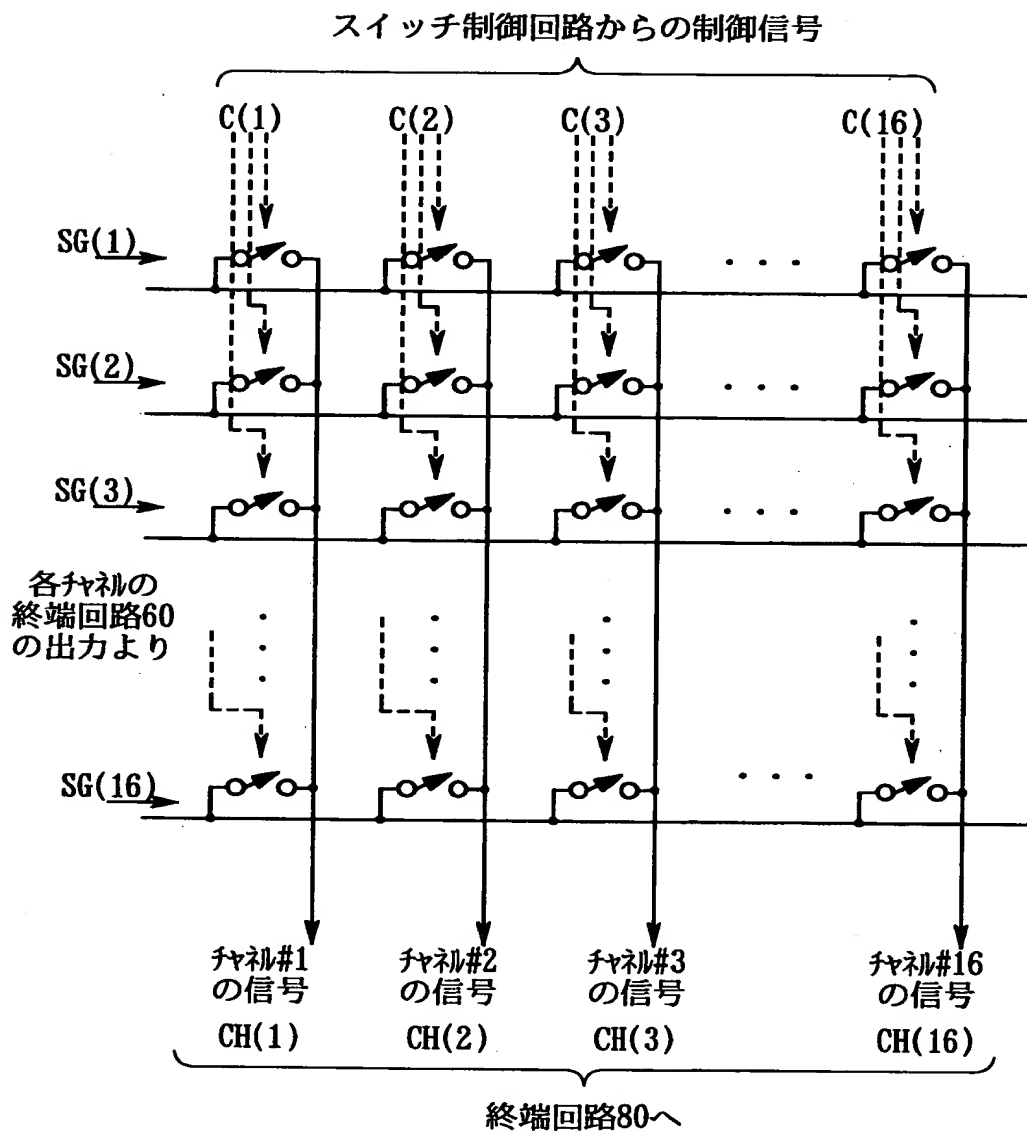 スイッチ制御回路からの制御信号
C(1) C(2) C(3) C(16)
SG(1)
SG(2)
SG(3)
各チャネルの
終端回路60
の出力より
SG(16)
チャネル#1
の信号
CH(1)
チャネル#2
の信号
CH(2)
チャネル#3
の信号
CH(3)
チャネル#16
の信号
CH(16)
終端回路80へ